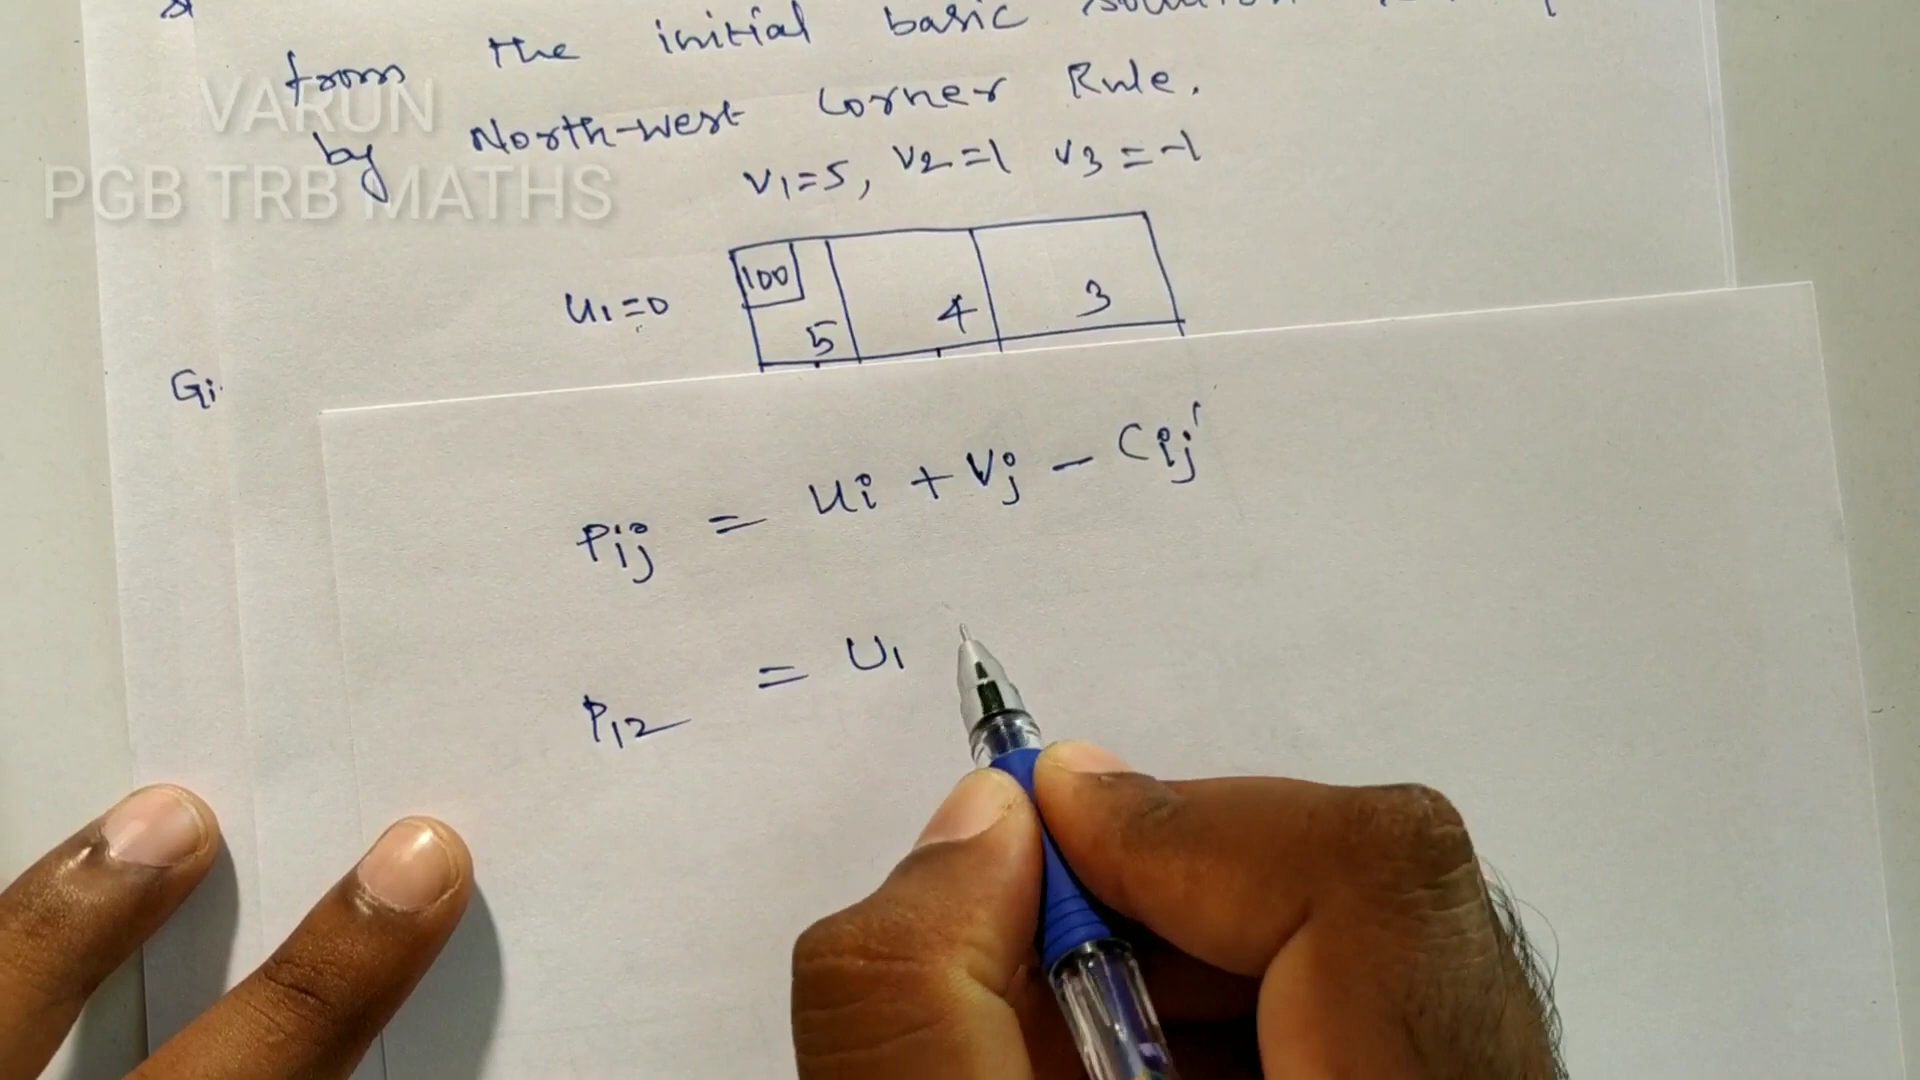 from the initial basic
by North-west Corner Rule.
VARUN
PGB TRB MATHS
V1=5, V2=1 V3=-1
U1=0 100 5 4 3
Gi
Pij = Ui + Vj - Cij
P12 = U1